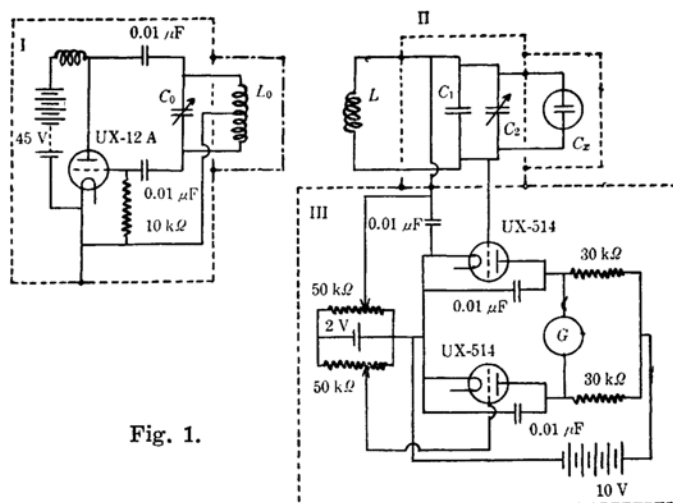 I
0.01 μF
C₀
L₀
45 V
UX-12 A
0.01 μF
10 kΩ
II
L
C₁
C₂
Cₓ
III
0.01 μF
UX-514
30 kΩ
50 kΩ
0.01 μF
2 V
G
UX-514
50 kΩ
30 kΩ
0.01 μF
10 V
Fig. 1.